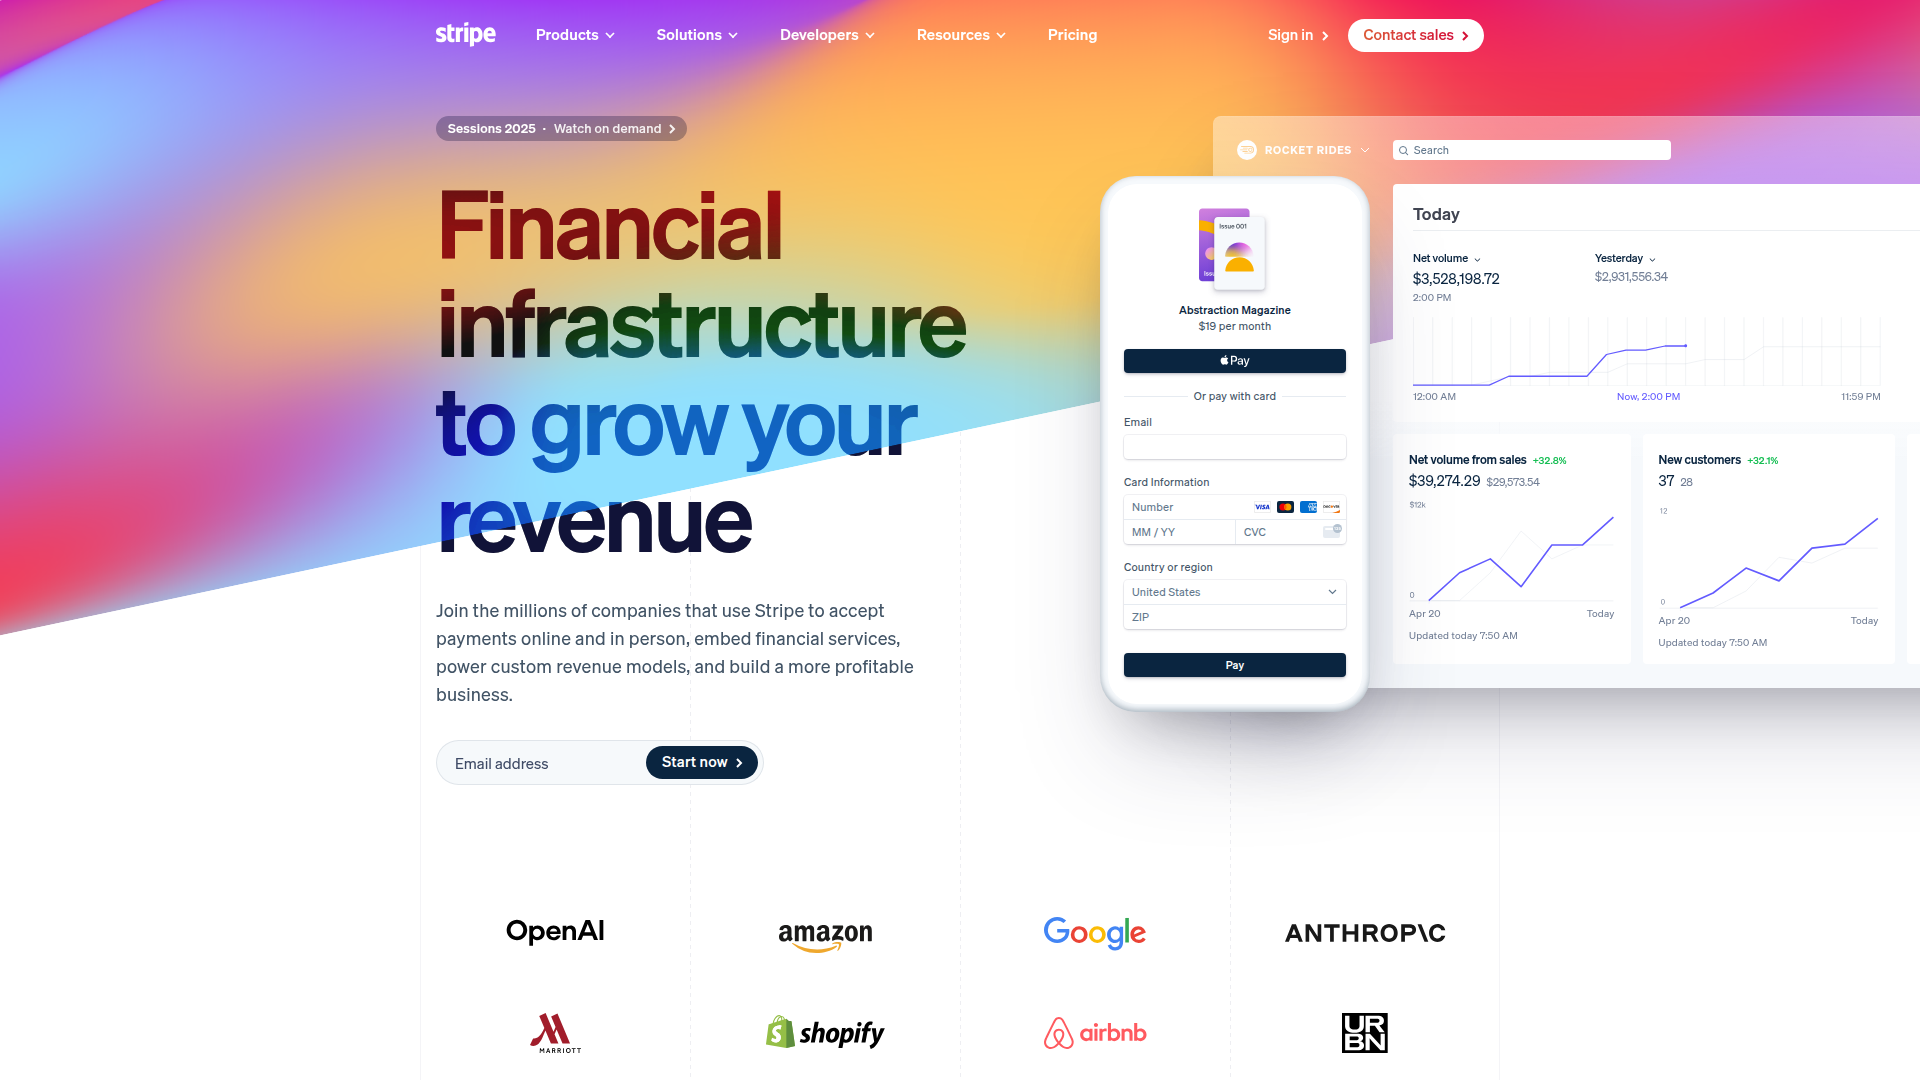 stripe
Products
Solutions
Developers
Resources
Pricing
Sign in
Contact sales
Sessions 2025 · Watch on demand
Financial
infrastructure
to grow your
revenue
Join the millions of companies that use Stripe to accept
payments online and in person, embed financial services,
power custom revenue models, and build a more profitable
business.
Email address
Start now
Issue 001
Abstraction Magazine
$19 per month
Pay
Or pay with card
Email
Card Information
Number
VISA
MM / YY
CVC
Country or region
United States
ZIP
Pay
ROCKET RIDES
Search
Today
Net volume
$3,528,198.72
2:00 PM
Yesterday
$2,931,556.34
12:00 AM
Now, 2:00 PM
11:59 PM
Net volume from sales +32.8%
$39,274.29 $29,573.54
$12k
0
Apr 20
Today
Updated today 7:50 AM
New customers +32.1%
37 28
12
0
Apr 20
Today
Updated today 7:50 AM
OpenAI
amazon
Google
ANTHROP\C
MARRIOTT
shopify
airbnb
URBN